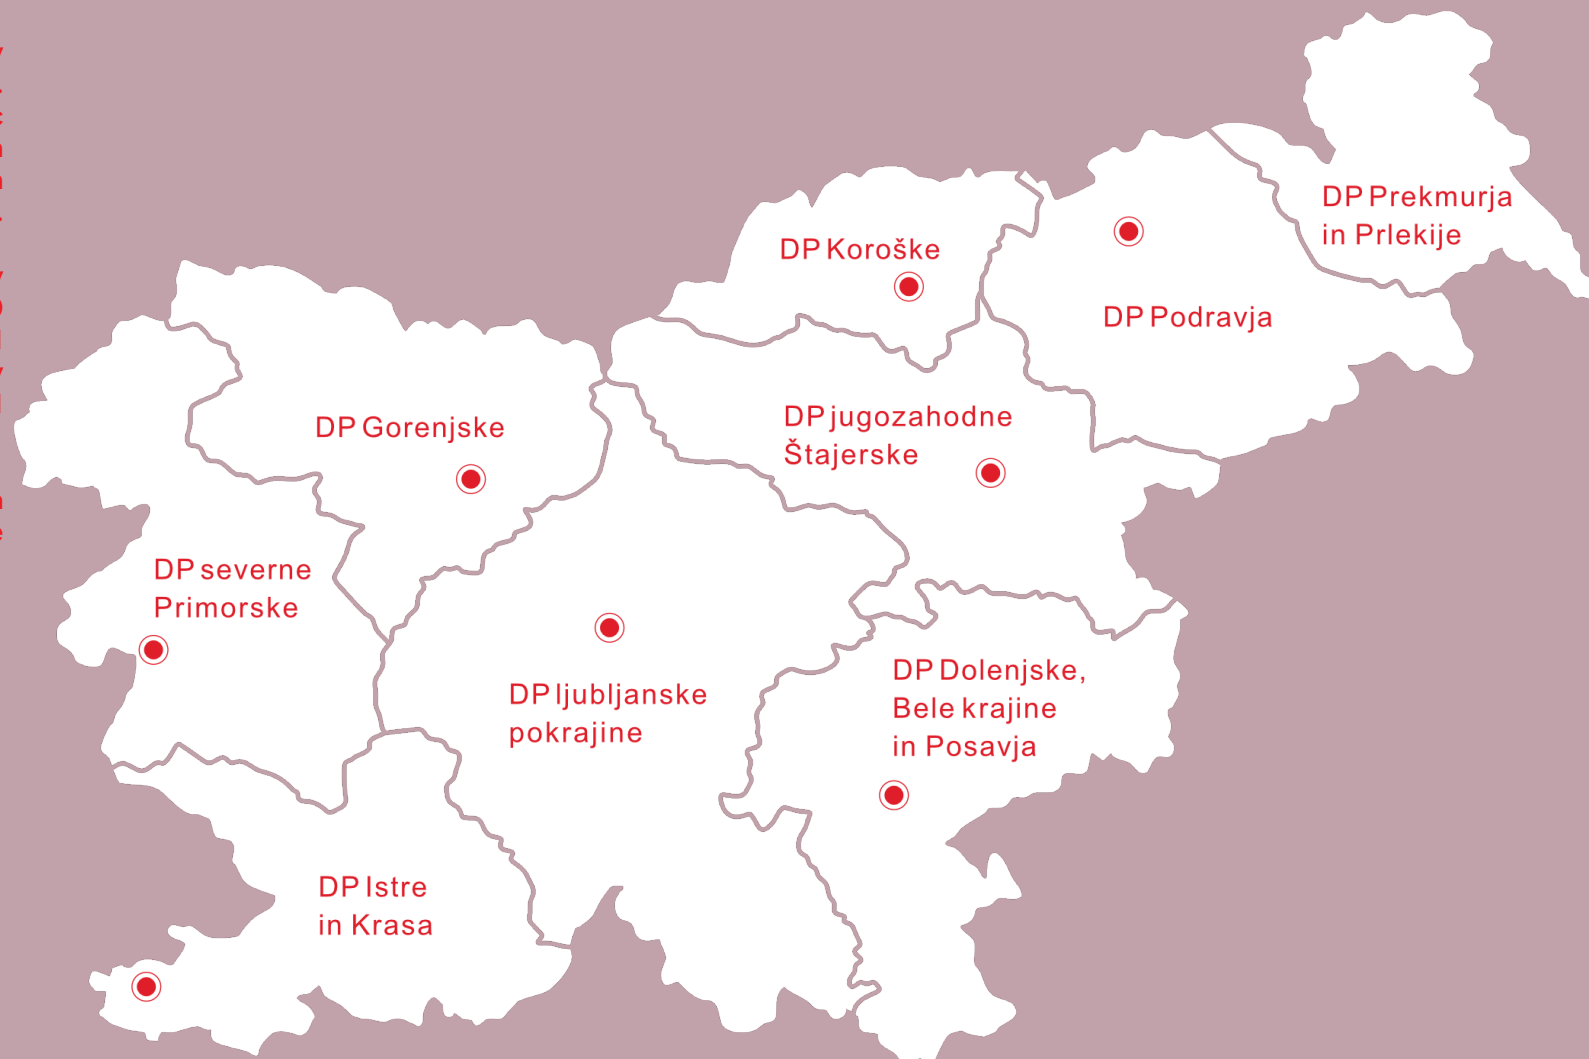 DP Prekmurja
in Prlekije
DP Koroške
DP Podravja
DP jugozahodne
Štajerske
DP Gorenjske
DP severne
Primorske
DP ljubljanske
pokrajine
DP Dolenjske,
Bele krajine
in Posavja
DP Istre
in Krasa